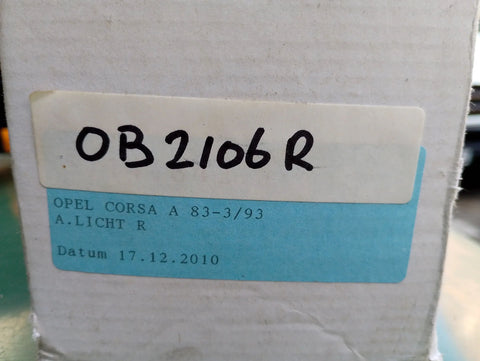 OB2106R
OPEL CORSA A 83-3/93
A.LICHT R
Datum 17.12.2010